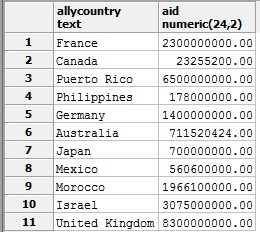 allycountry aid
text numeric(24,2)
1 France 2300000000.00
2 Canada 23255200.00
3 Puerto Rico 6500000000.00
4 Philippines 178000000.00
5 Germany 1400000000.00
6 Australia 711520424.00
7 Japan 700000000.00
8 Mexico 560600000.00
9 Morocco 1966100000.00
10 Israel 3075000000.00
11 United Kingdom 8300000000.00